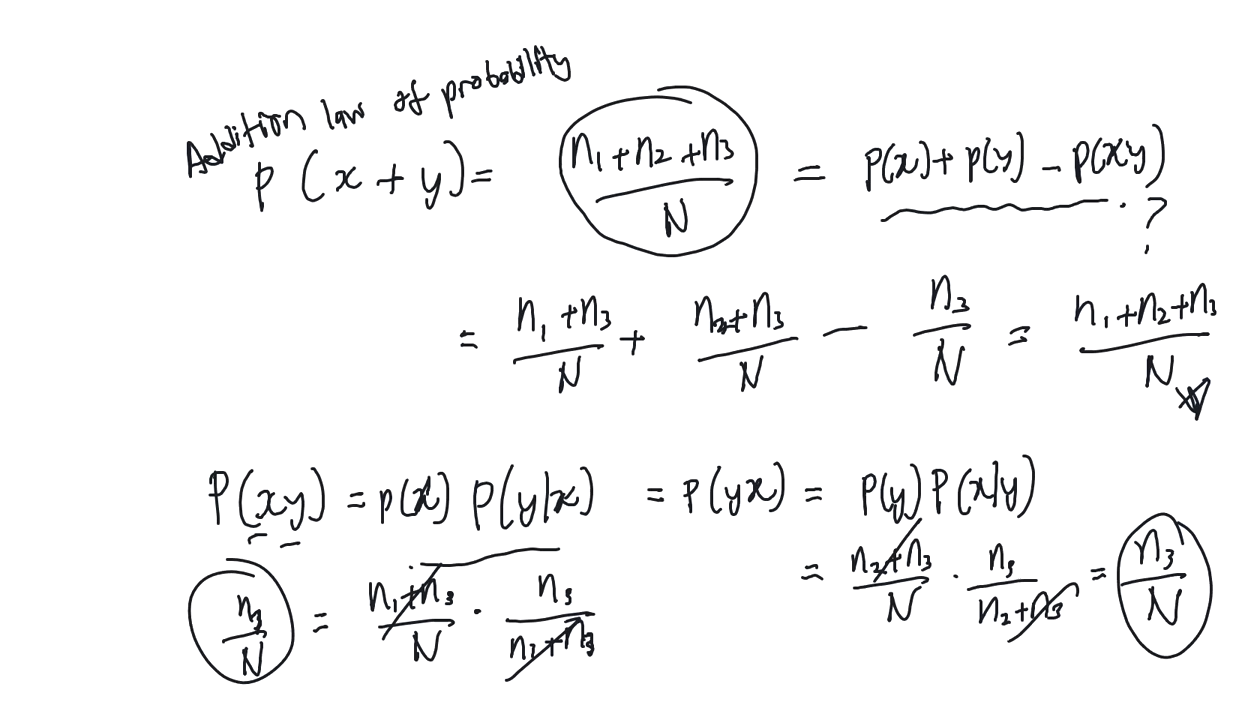 Addition law of probability
P(x + y) = (n₁ + n₂ + n₃)/N = P(x) + P(y) - P(xy)
?
= (n₁ + n₃)/N + (n₂ + n₃)/N - n₃/N = (n₁ + n₂ + n₃)/N
P(xy) = P(x) P(y|x) = P(yx) = P(y) P(x|y)
n₃/N = (n₁ + n₃)/N · n₃/(n₁ + n₃) = (n₂ + n₃)/N · n₃/(n₂ + n₃) = n₃/N